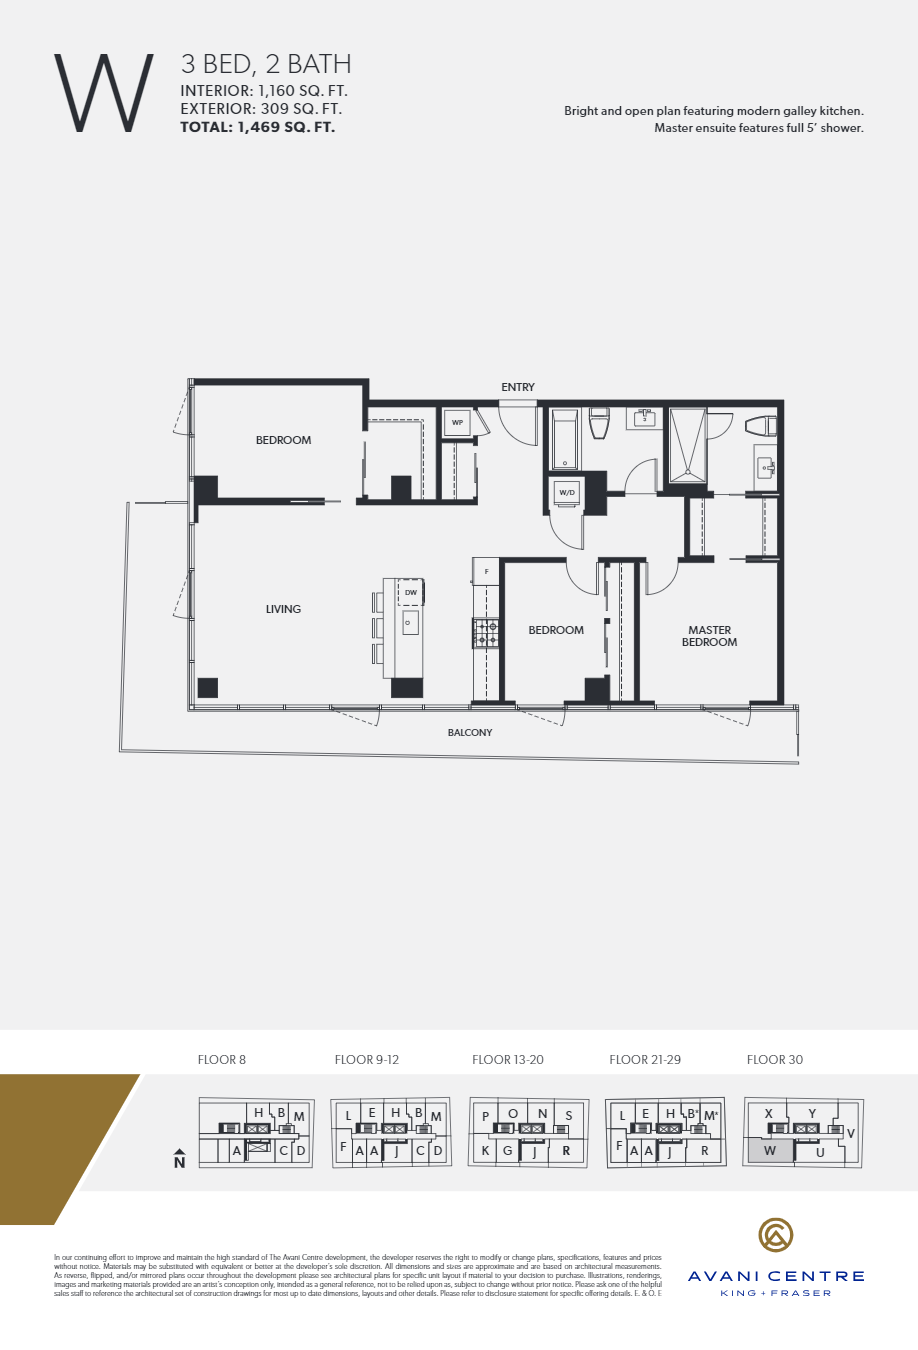 W
3 BED, 2 BATH
INTERIOR: 1,160 SQ. FT.
EXTERIOR: 309 SQ. FT.
TOTAL: 1,469 SQ. FT.
Bright and open plan featuring modern galley kitchen.
Master ensuite features full 5’ shower.
ENTRY
WP
BEDROOM
W/D
F
DW
LIVING
BEDROOM
MASTER
BEDROOM
BALCONY
FLOOR 8
FLOOR 9-12
FLOOR 13-20
FLOOR 21-29
FLOOR 30
H B M
A C D
L E H B M
F A A J C D
P O N S
K G J R
L E H B* M*
F A A J R
X Y V
W U
N
In our continuing effort to improve and maintain the high standard of The Avani Centre development, the developer reserves the right to modify or change plans, specifications, features and prices
without notice. Materials may be substituted with equivalent or better at the developer’s sole discretion. All dimensions and sizes are approximate and are based on architectural measurements.
As reverse, flipped, and/or mirrored plans occur throughout the development please see architectural plans for specific unit layout if material to your decision to purchase. Illustrations, renderings,
images and marketing materials provided are an artist’s conception only, intended as a general reference, not to be relied upon as, subject to change without prior notice. Please ask one of the helpful
sales staff to reference the architectural set of construction drawings for most up to date dimensions, layouts and other details. Please refer to disclosure statement for specific offering details. E. & O. E
AVANI CENTRE
KING + FRASER